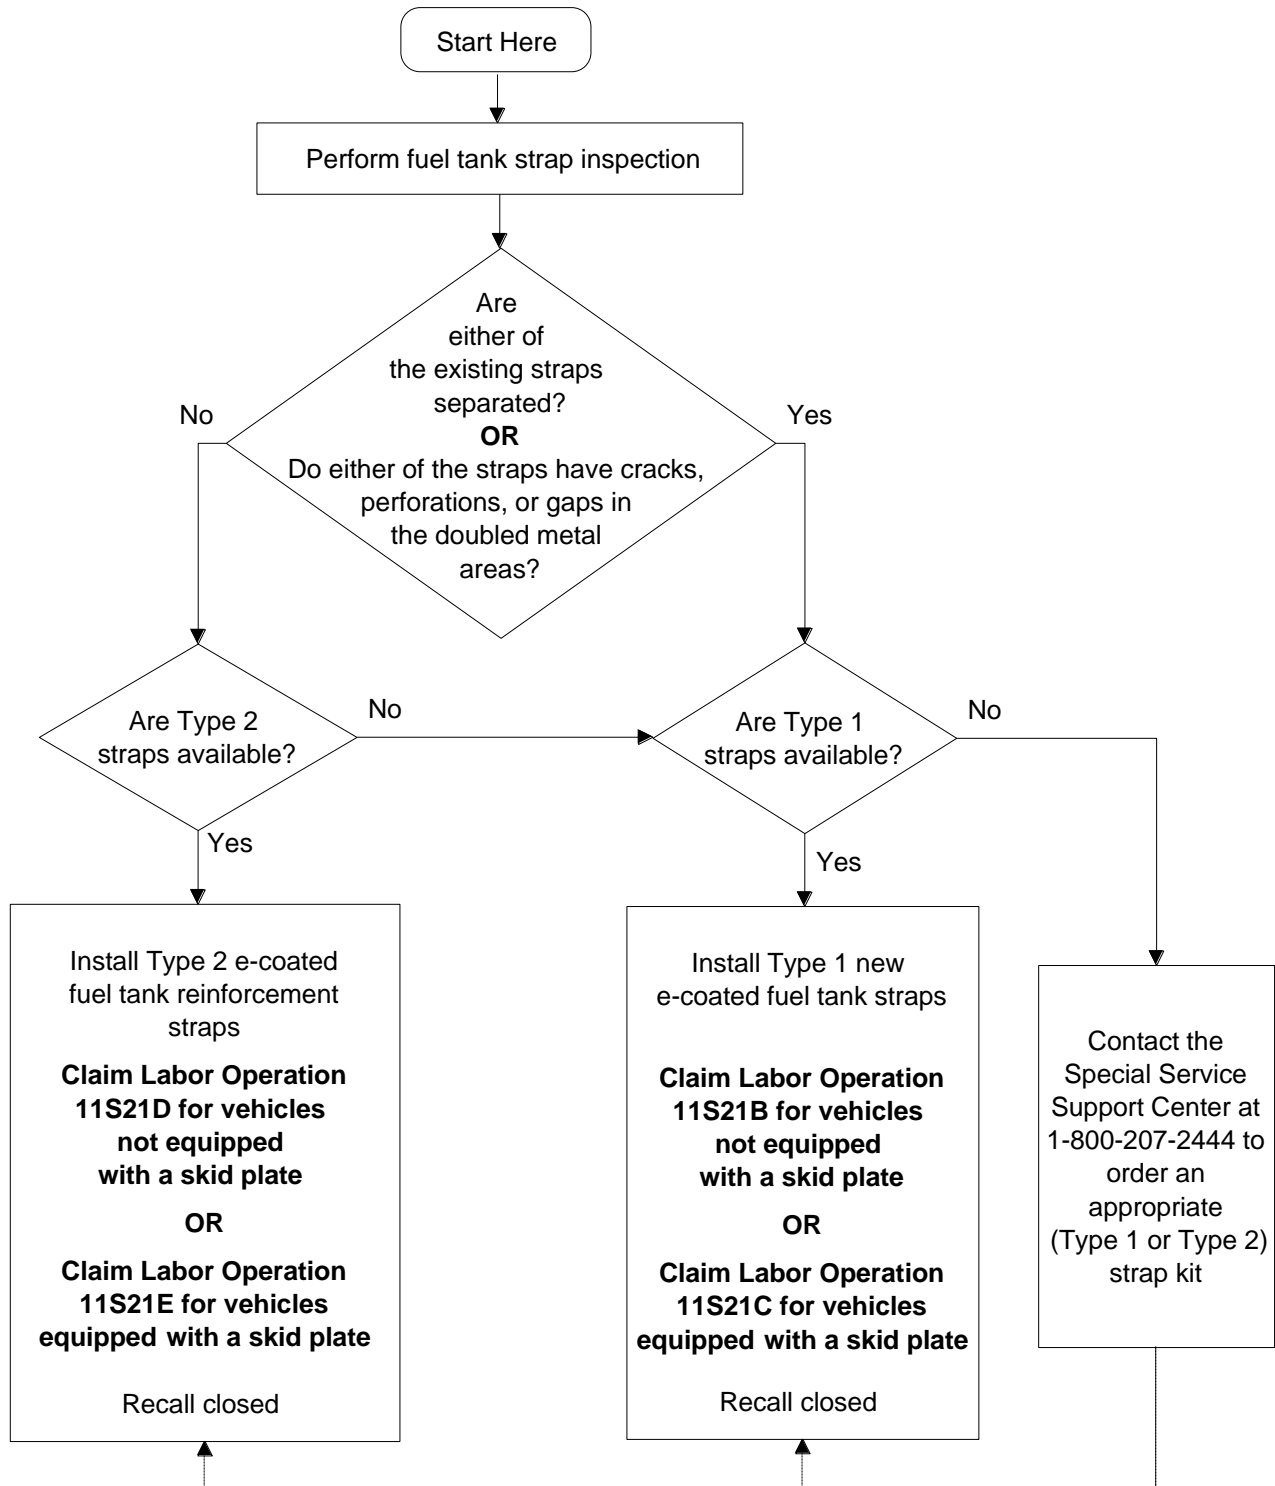 Start Here
Perform fuel tank strap inspection
Are
either of
the existing straps
separated?
OR
Do either of the straps have cracks,
perforations, or gaps in
the doubled metal
areas?
No
Yes
Are Type 2
straps available?
No
Are Type 1
straps available?
No
Yes
Yes
Install Type 2 e-coated
fuel tank reinforcement
straps
Claim Labor Operation
11S21D for vehicles
not equipped
with a skid plate
OR
Claim Labor Operation
11S21E for vehicles
equipped with a skid plate
Recall closed
Install Type 1 new
e-coated fuel tank straps
Claim Labor Operation
11S21B for vehicles
not equipped
with a skid plate
OR
Claim Labor Operation
11S21C for vehicles
equipped with a skid plate
Recall closed
Contact the
Special Service
Support Center at
1-800-207-2444 to
order an
appropriate
(Type 1 or Type 2)
strap kit